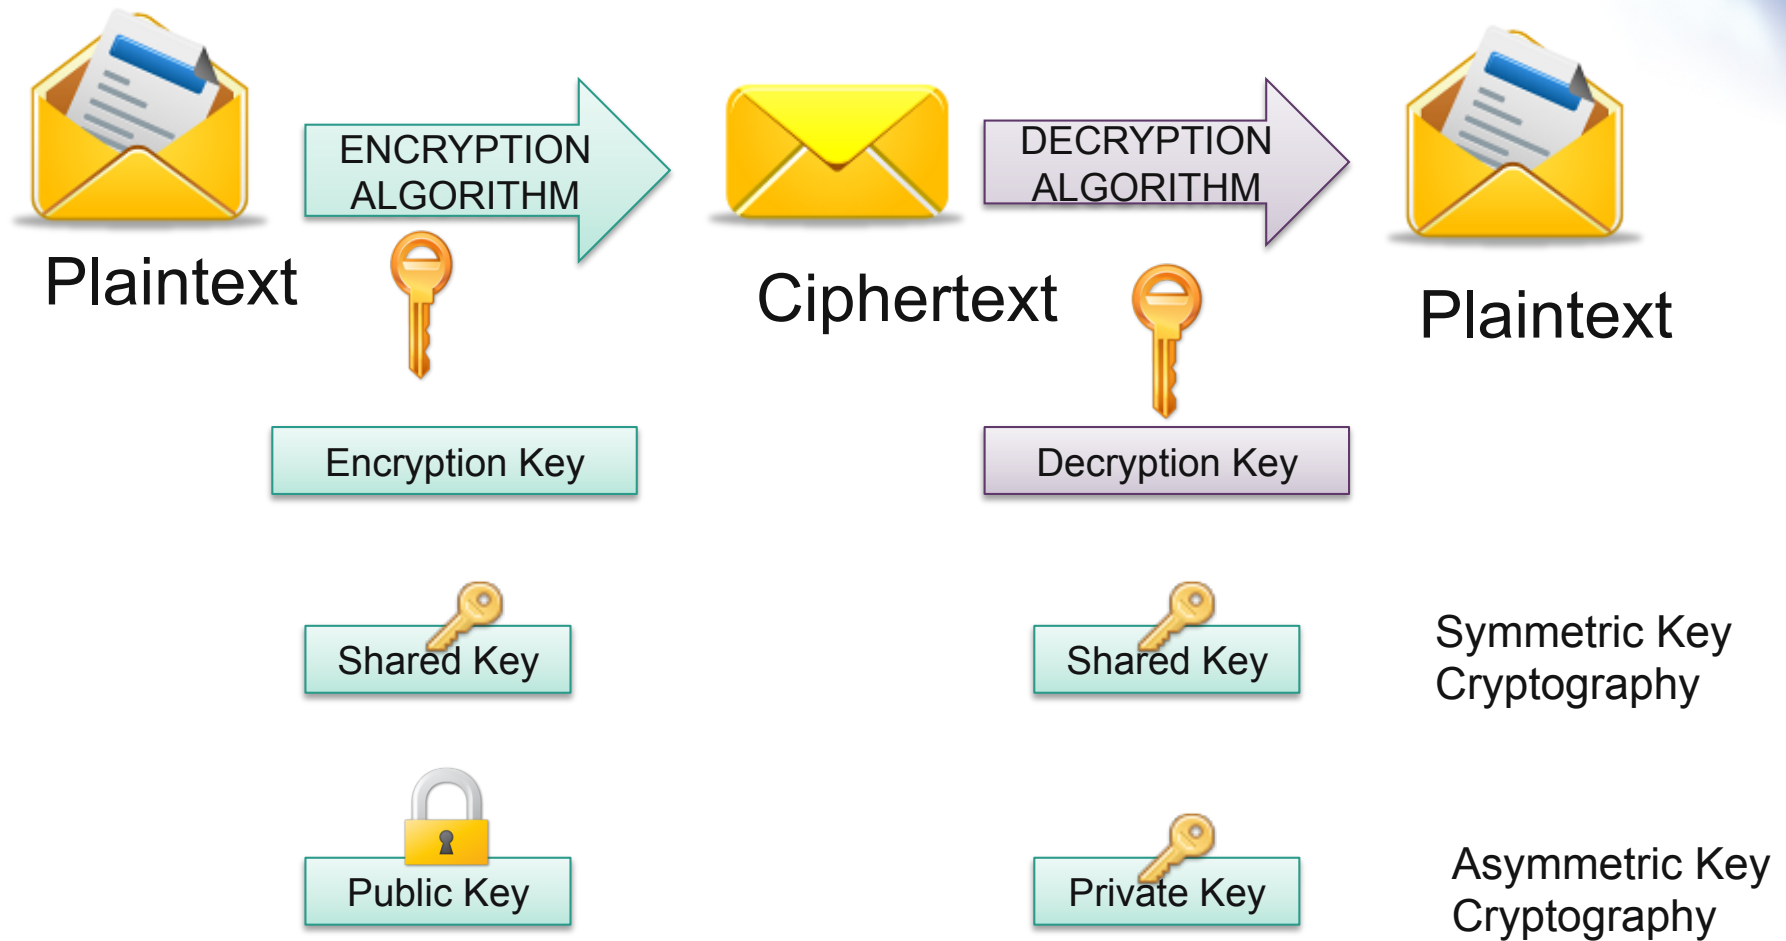 ENCRYPTION
ALGORITHM
DECRYPTION
ALGORITHM
Plaintext
Ciphertext
Plaintext
Encryption Key
Decryption Key
Shared Key
Shared Key
Symmetric Key
Cryptography
Public Key
Private Key
Asymmetric Key
Cryptography